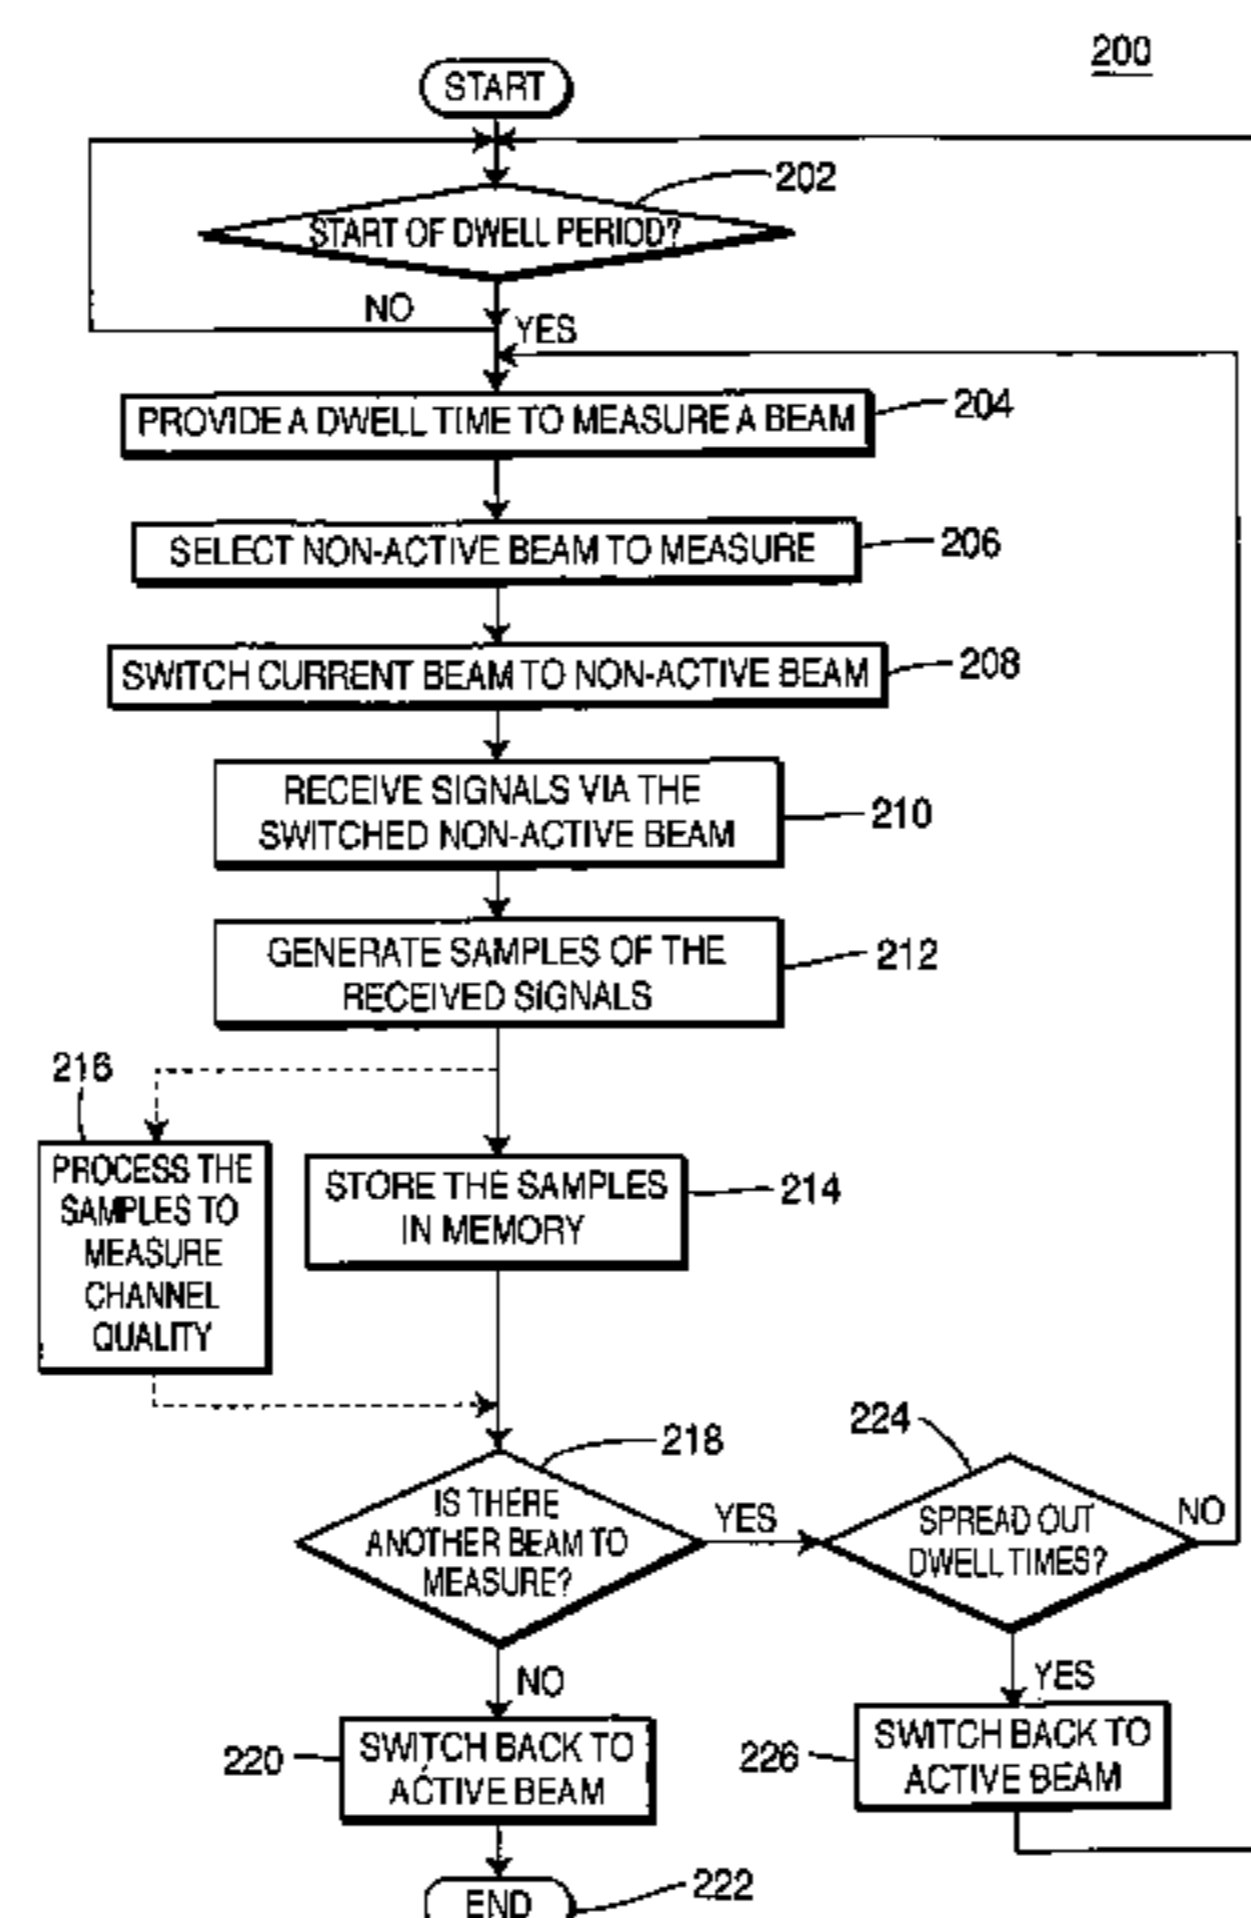 200
START
202
START OF DWELL PERIOD?
NO
YES
PROVIDE A DWELL TIME TO MEASURE A BEAM
204
SELECT NON-ACTIVE BEAM TO MEASURE
206
SWITCH CURRENT BEAM TO NON-ACTIVE BEAM
208
RECEIVE SIGNALS VIA THE
SWITCHED NON-ACTIVE BEAM
210
GENERATE SAMPLES OF THE
RECEIVED SIGNALS
212
216
PROCESS THE
SAMPLES TO
MEASURE
CHANNEL
QUALITY
STORE THE SAMPLES
IN MEMORY
214
218
IS THERE
ANOTHER BEAM TO
MEASURE?
YES
224
SPREAD OUT
DWELL TIMES?
NO
NO
YES
220
SWITCH BACK TO
ACTIVE BEAM
226
SWITCH BACK TO
ACTIVE BEAM
END
222